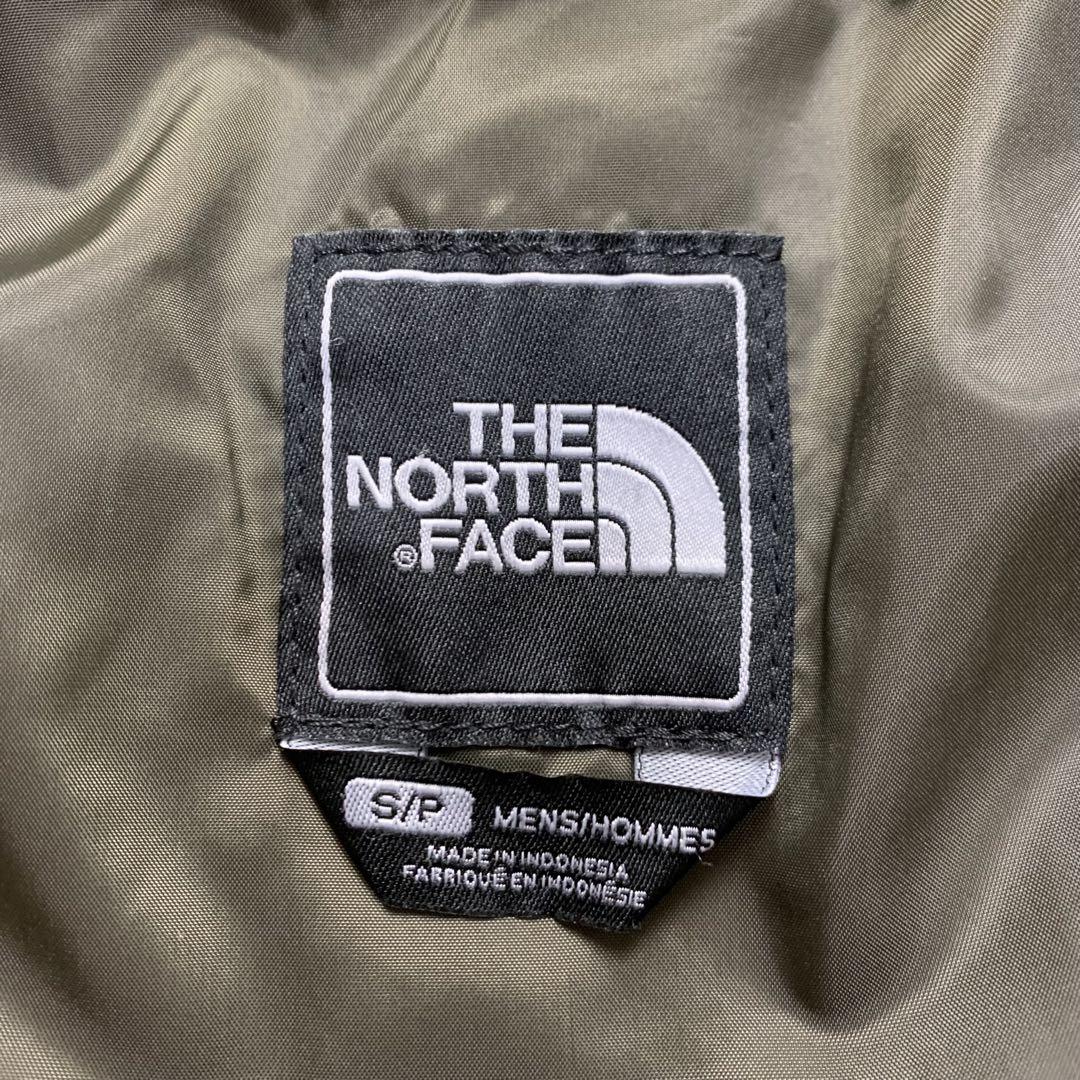 THE
NORTH
®FACE
S/P MENS/HOMMES
MADE IN INDONESIA
FABRIQUÉ EN INDONÉSIE